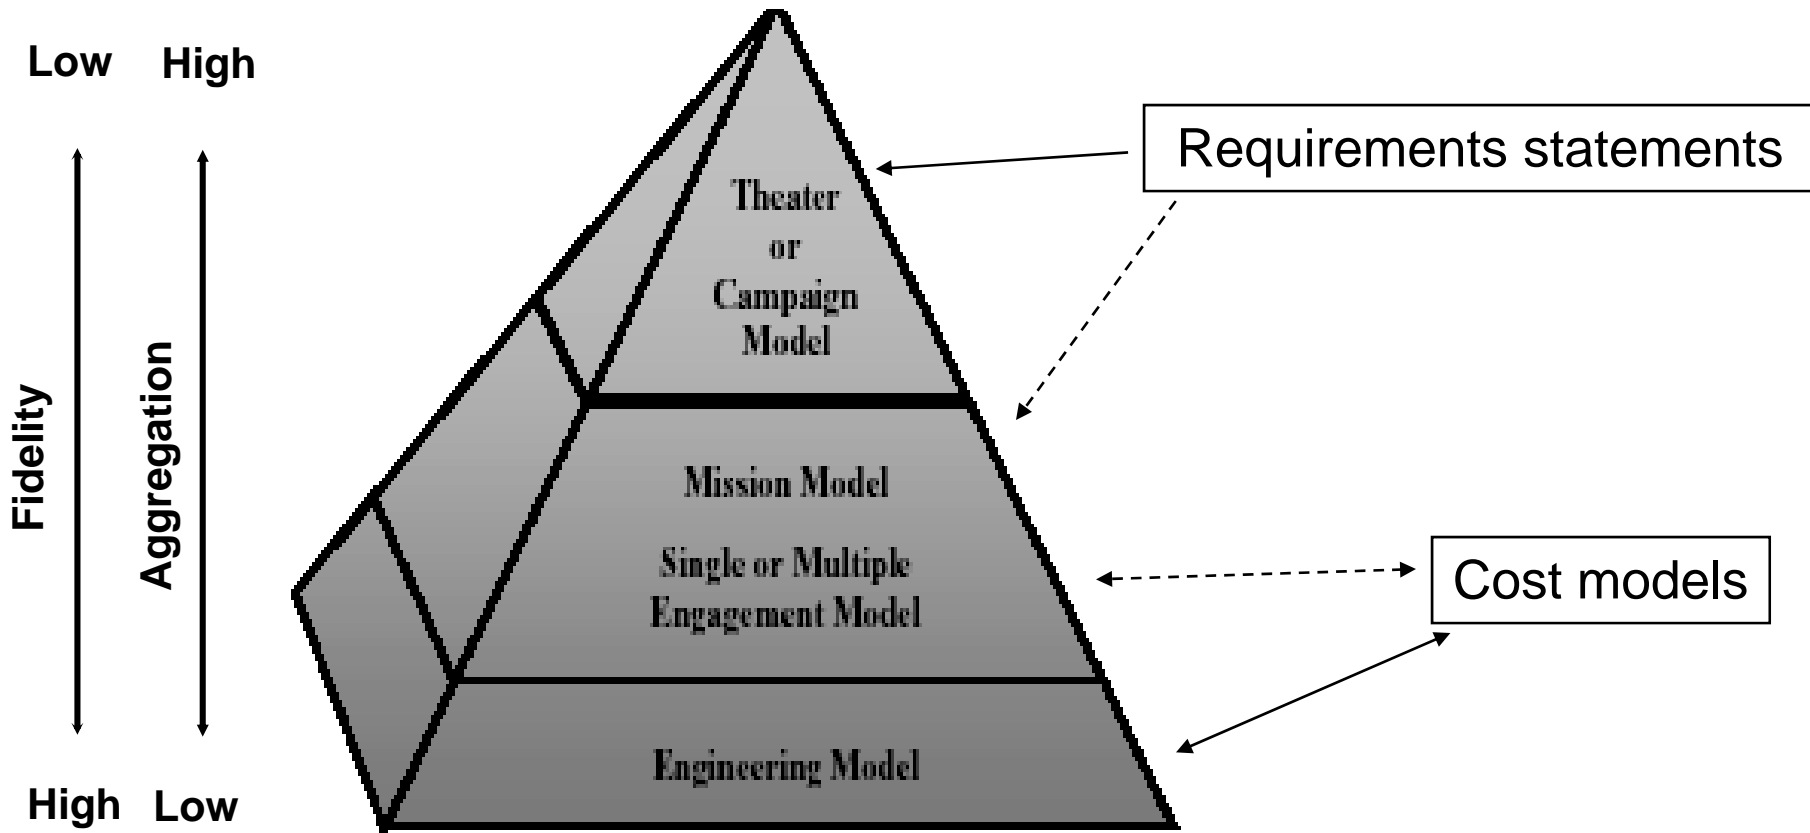 Low
High
Requirements statements
Theater
or
Campaign
Model
Fidelity
Aggregation
Mission Model
Single or Multiple
Engagement Model
Cost models
Engineering Model
High
Low